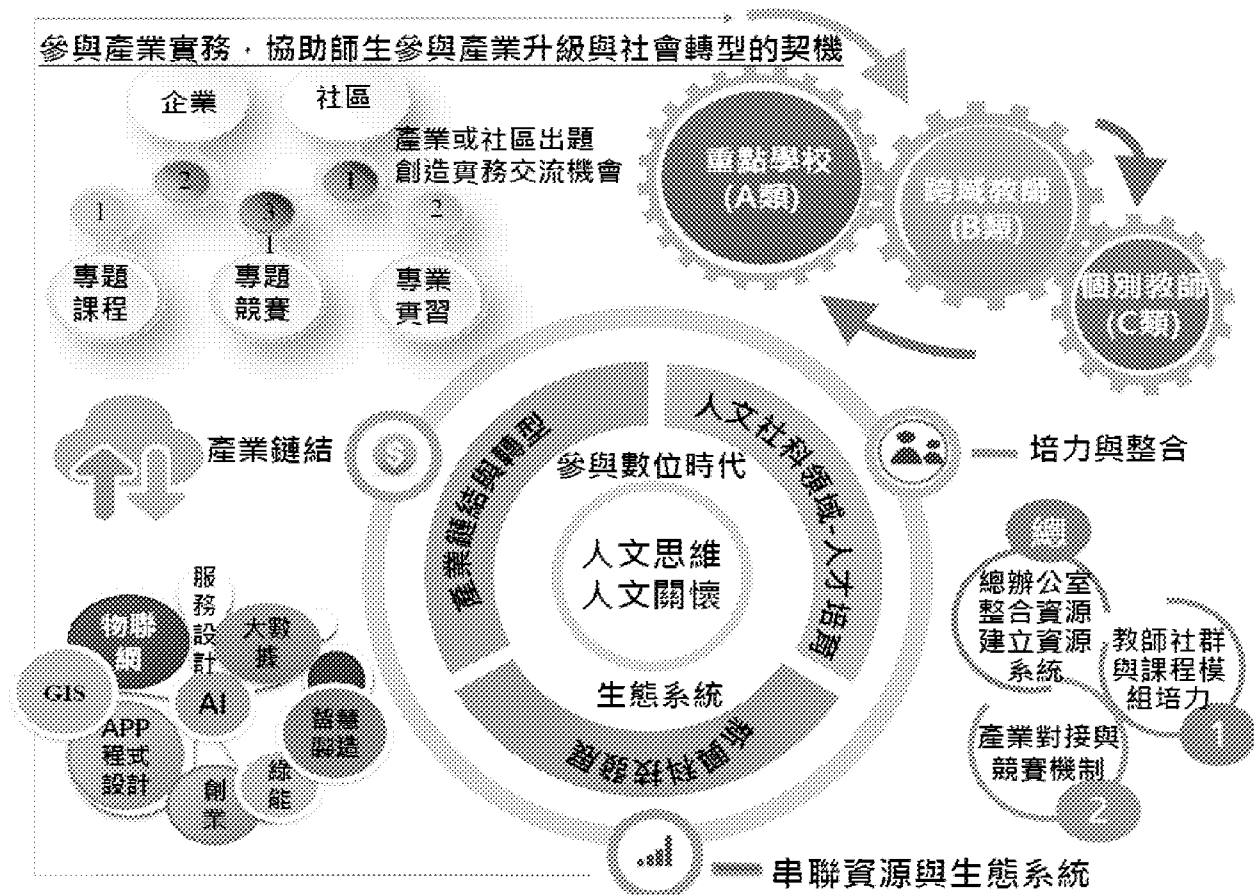 參與產業實務，協助師生參與產業升級與社會轉型的契機
企業
社區
產業或社區出題
創造實務交流機會
2
1
1
3
2
1
專題
課程
專題
競賽
專業
實習
重點學校
(A類)
跨域教師
(B類)
個別教師
(C類)
產業鏈結
$
產業鏈結與轉型
人文社科領域-人才培育
新興科技發展
參與數位時代
人文思維
人文關懷
生態系統
培力與整合
總
總辦公室
整合資源
建立資源
系統
教師社群
與課程模
組培力
1
產業對接與
競賽機制
2
服務設計
物聯
網
大數
據
GIS
AI
APP
程式
設計
智慧
製造
綠能
創業
串聯資源與生態系統